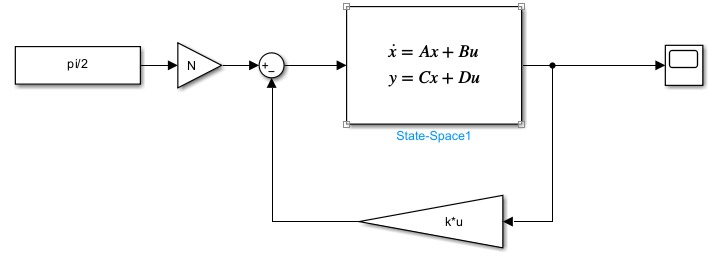 pi/2
N
+
−
ẋ = Ax + Bu
y = Cx + Du
State-Space1
k*u